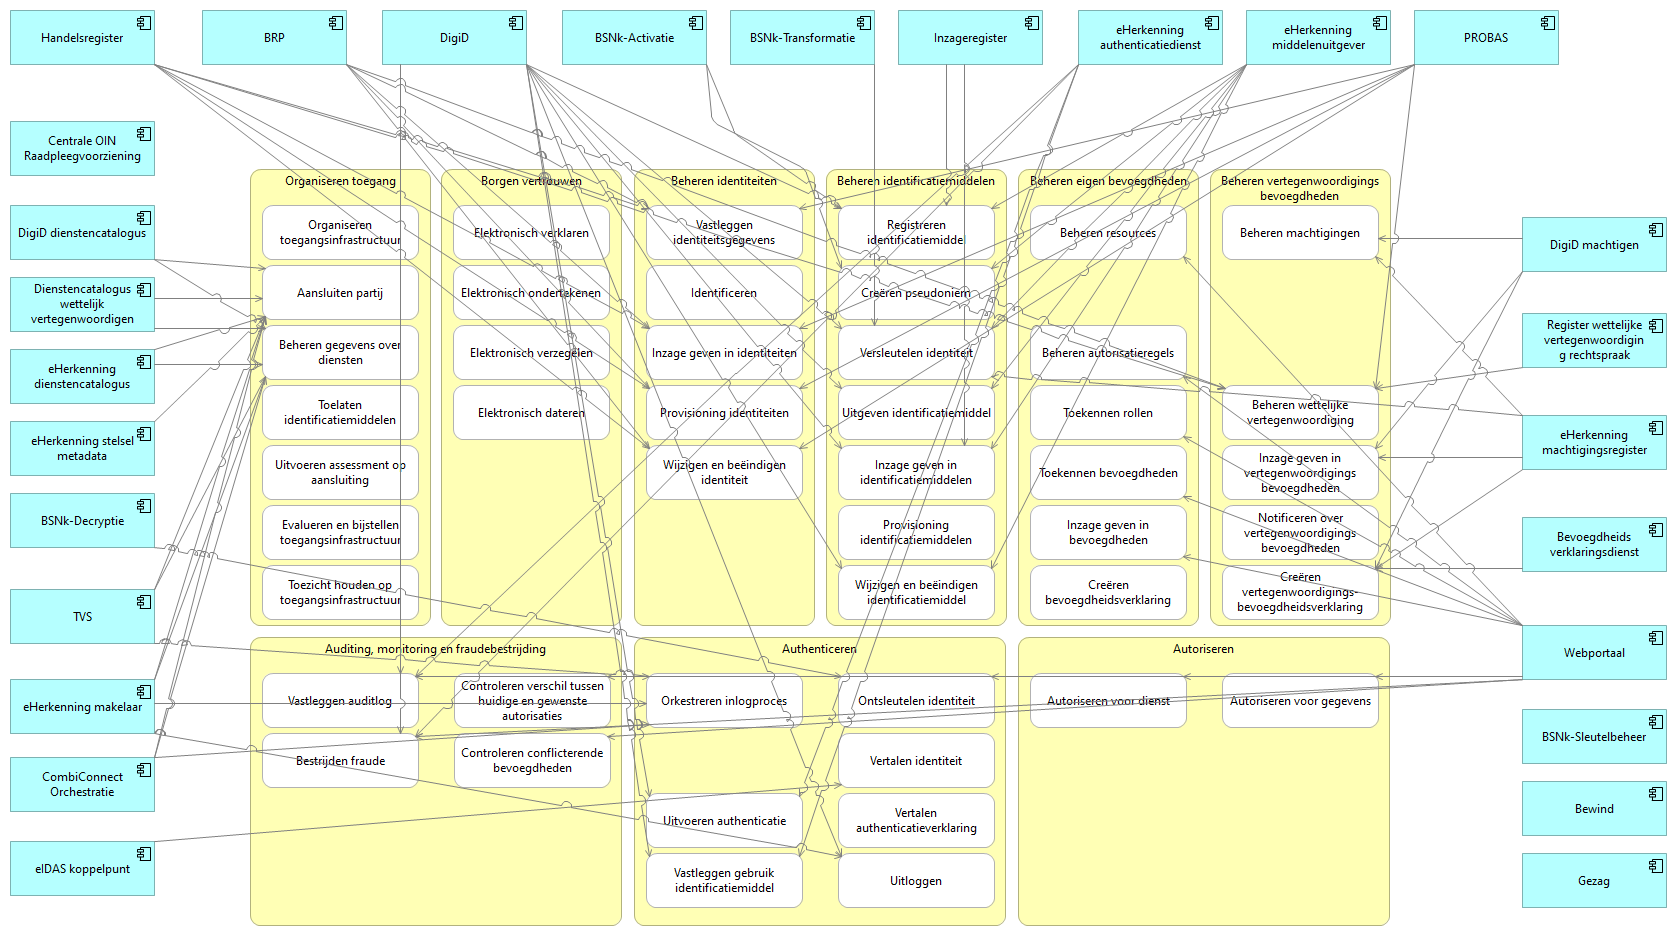 Handelsregister
BRP
DigiD
BSNk-Activatie
BSNk-Transformatie
Inzageregister
eHerkenning
authenticatiedienst
eHerkenning
middelenuitgever
PROBAS
Centrale OIN
Raadpleegvoorziening
DigiD dienstencatalogus
Dienstencatalogus
wettelijk
vertegenwoordigen
eHerkenning
dienstencatalogus
eHerkenning stelsel
metadata
BSNk-Decryptie
TVS
eHerkenning makelaar
CombiConnect
Orchestratie
eIDAS koppelpunt
Organiseren toegang
Organiseren
toegangsinfrastructuur
Aansluiten partij
Beheren gegevens over
diensten
Toelaten
identificatiemiddelen
Uitvoeren assessment op
aansluiting
Evalueren en bijstellen
toegangsinfrastructuur
Toezicht houden op
toegangsinfrastructuur
Borgen vertrouwen
Elektronisch verklaren
Elektronisch ondertekenen
Elektronisch verzegelen
Elektronisch dateren
Beheren identiteiten
Vastleggen
identiteitsgegevens
Identificeren
Inzage geven in identiteiten
Provisioning identiteiten
Wijzigen en beëindigen
identiteit
Beheren identificatiemiddelen
Registreren
identificatiemiddel
Creëren pseudoniem
Versleutelen identiteit
Uitgeven identificatiemiddel
Inzage geven in
identificatiemiddelen
Provisioning
identificatiemiddelen
Wijzigen en beëindigen
identificatiemiddel
Beheren eigen bevoegdheden
Beheren resources
Beheren autorisatieregels
Toekennen rollen
Toekennen bevoegdheden
Inzage geven in
bevoegdheden
Creëren
bevoegdheidsverklaring
Beheren vertegenwoordigings
bevoegdheden
Beheren machtigingen
Beheren wettelijke
vertegenwoordiging
Inzage geven in
vertegenwoordigings
bevoegdheden
Notificeren over
vertegenwoordigings
bevoegdheden
Creëren
vertegenwoordigings-
bevoegdheidsverklaring
Auditing, monitoring en fraudebestrijding
Vastleggen auditlog
Controleren verschil tussen
huidige en gewenste
autorisaties
Bestrijden fraude
Controleren conflicterende
bevoegdheden
Authenticeren
Orkestreren inlogproces
Ontsleutelen identiteit
Vertalen identiteit
Uitvoeren authenticatie
Vertalen
authenticatieverklaring
Vastleggen gebruik
identificatiemiddel
Uitloggen
Autoriseren
Autoriseren voor dienst
Autoriseren voor gegevens
DigiD machtigen
Register wettelijke
vertegenwoordigin
g rechtspraak
eHerkenning
machtigingsregister
Bevoegdheids
verklaringsdienst
Webportaal
BSNk-Sleutelbeheer
Bewind
Gezag